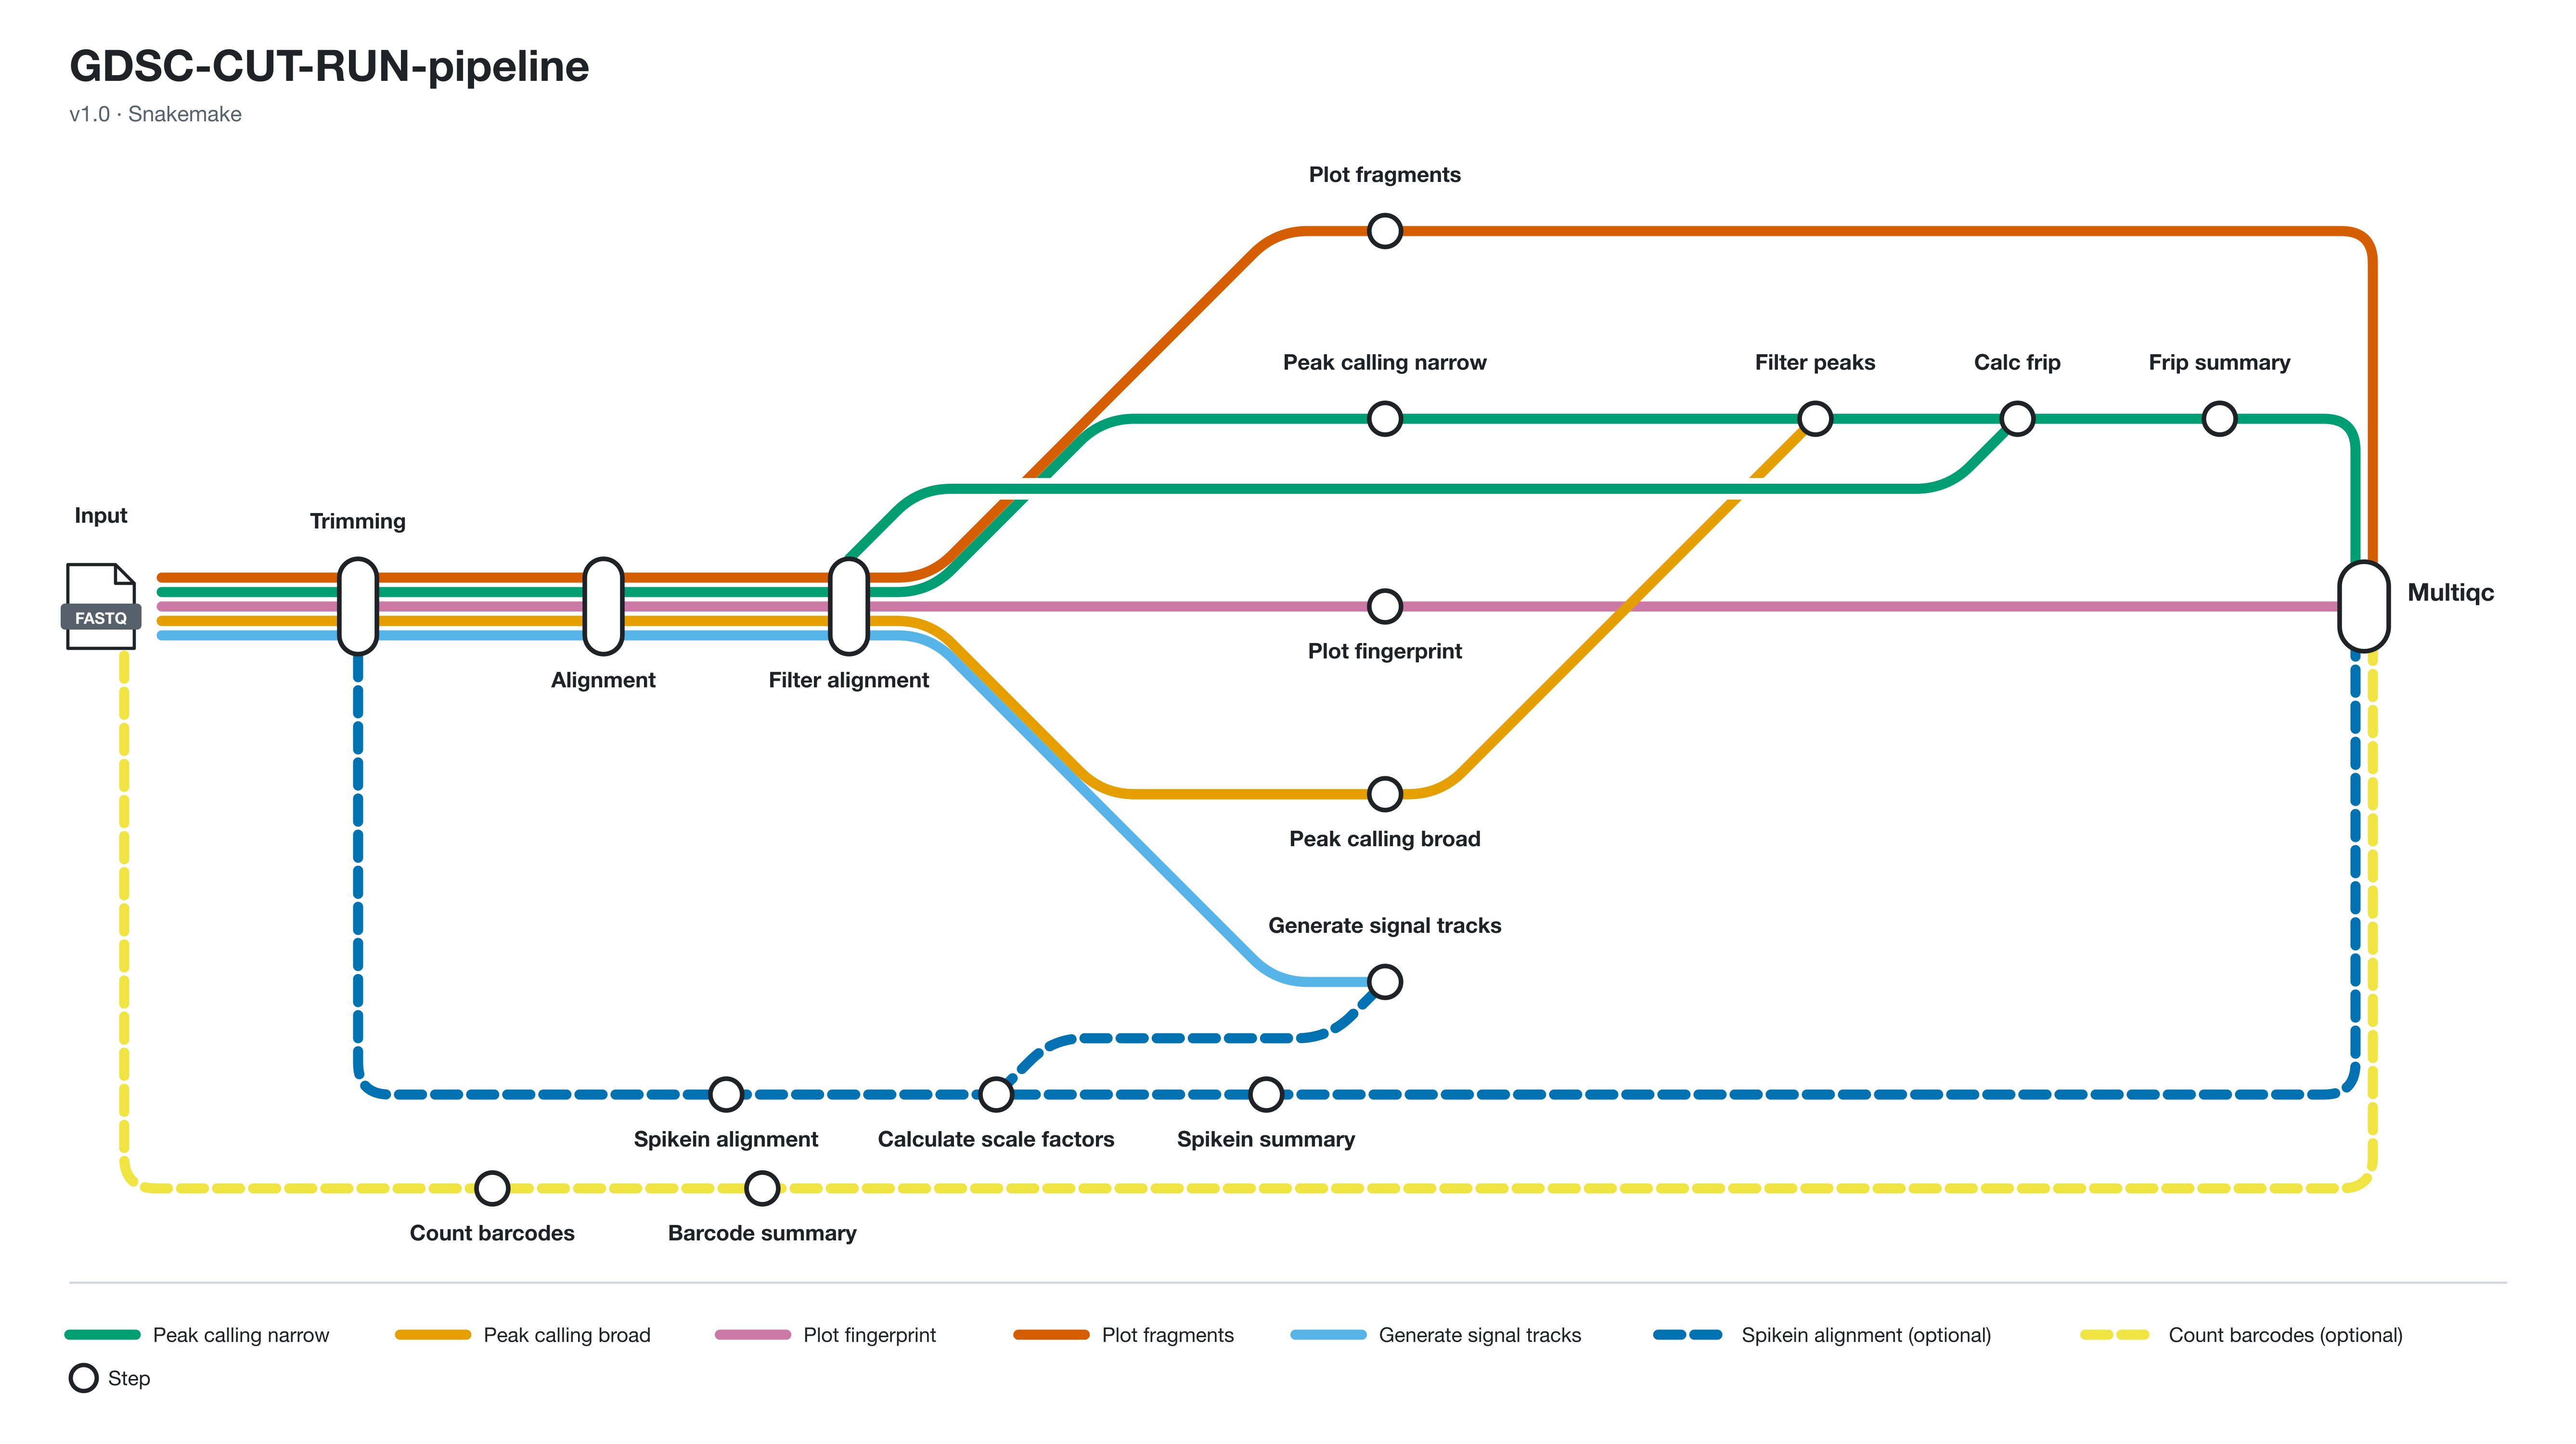 GDSC-CUT-RUN-pipeline
v1.0 · Snakemake
Plot fragments
Peak calling narrow
Filter peaks
Calc frip
Frip summary
Input
FASTQ
Trimming
Alignment
Filter alignment
Plot fingerprint
Multiqc
Peak calling broad
Generate signal tracks
Spikein alignment
Calculate scale factors
Spikein summary
Count barcodes
Barcode summary
Peak calling narrow
Peak calling broad
Plot fingerprint
Plot fragments
Generate signal tracks
Spikein alignment (optional)
Count barcodes (optional)
Step